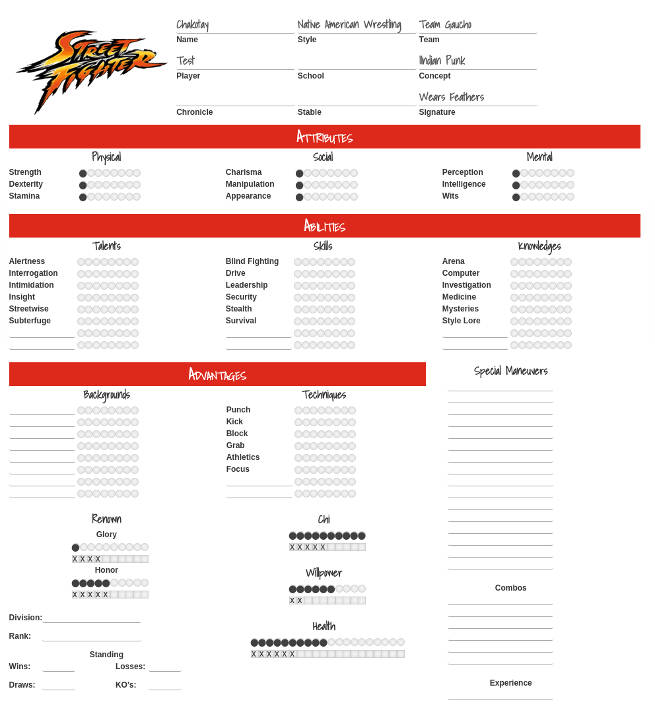 STREET FIGHTER
Chakotay Native American Wrestling Team Gaucho
Name Style Team
Test Indian Punk
Player School Concept
Wears Feathers
Chronicle Stable Signature
Attributes
Physical Social Mental
Strength Charisma Perception
Dexterity Manipulation Intelligence
Stamina Appearance Wits
Abilities
Talents Skills Knowledges
Alertness Blind Fighting Arena
Interrogation Drive Computer
Intimidation Leadership Investigation
Insight Security Medicine
Streetwise Stealth Mysteries
Subterfuge Survival Style Lore
Advantages Special Maneuvers
Backgrounds Techniques
Punch
Kick
Block
Grab
Athletics
Focus
Renown Chi
Glory
X X X X X X X X X
Honor Willpower
X X X X X X X
Division:
Health
Rank:
X X X X X X
Standing
Wins: Losses:
Draws: KO's:
Combos
Experience